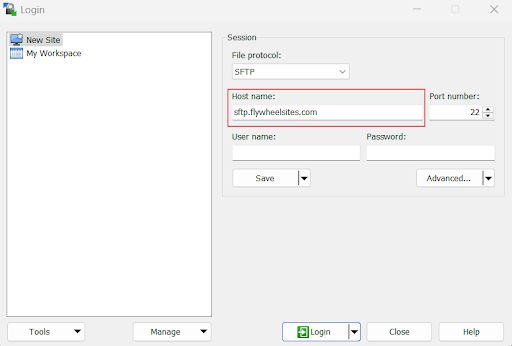 Login
New Site
My Workspace
Session
File protocol:
SFTP
Host name:
Port number:
sftp.flywheelsites.com
22
User name:
Password:
Save
Advanced...
Tools
Manage
Login
Close
Help